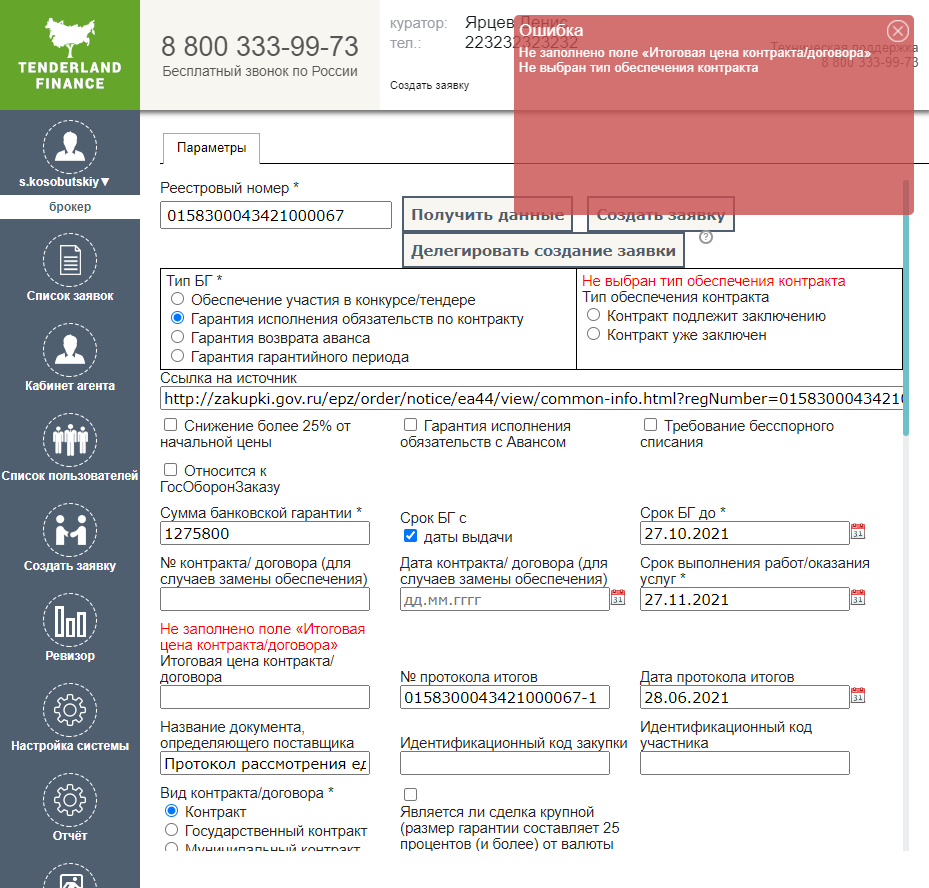 TENDERLAND
FINANCE
8 800 333-99-73
Бесплатный звонок по России
куратор: Ярцев Денис
тел.: 223232323232
Создать заявку
Техническая поддержка
8 800 333-99-73
Ошибка
Не заполнено поле «Итоговая цена контракта/договора»
Не выбран тип обеспечения контракта
s.kosobutskiy▼
брокер
Список заявок
Кабинет агента
Список пользователей
Создать заявку
Ревизор
Настройка системы
Отчёт
Параметры
Реестровый номер *
0158300043421000067
Получить данные
Создать заявку
Делегировать создание заявки
?
Тип БГ *
Обеспечение участия в конкурсе/тендере
Гарантия исполнения обязательств по контракту
Гарантия возврата аванса
Гарантия гарантийного периода
Не выбран тип обеспечения контракта
Тип обеспечения контракта
Контракт подлежит заключению
Контракт уже заключен
Ссылка на источник
http://zakupki.gov.ru/epz/order/notice/ea44/view/common-info.html?regNumber=01583000434210
Снижение более 25% от
начальной цены
Гарантия исполнения
обязательств с Авансом
Требование бесспорного
списания
Относится к
ГосОборонЗаказу
Сумма банковской гарантии *
1275800
Срок БГ с
даты выдачи
Срок БГ до *
27.10.2021
31
№ контракта/ договора (для
случаев замены обеспечения)
Дата контракта/ договора (для
случаев замены обеспечения)
дд.мм.гггг
31
Срок выполнения работ/оказания
услуг *
27.11.2021
31
Не заполнено поле «Итоговая
цена контракта/договора»
Итоговая цена контракта/
договора
№ протокола итогов
0158300043421000067-1
Дата протокола итогов
28.06.2021
31
Название документа,
определяющего поставщика
Протокол рассмотрения ед
Идентификационный код закупки
Идентификационный код
участника
Вид контракта/договора *
Контракт
Государственный контракт
Муниципальный контракт
Является ли сделка крупной
(размер гарантии составляет 25
процентов (и более) от валюты